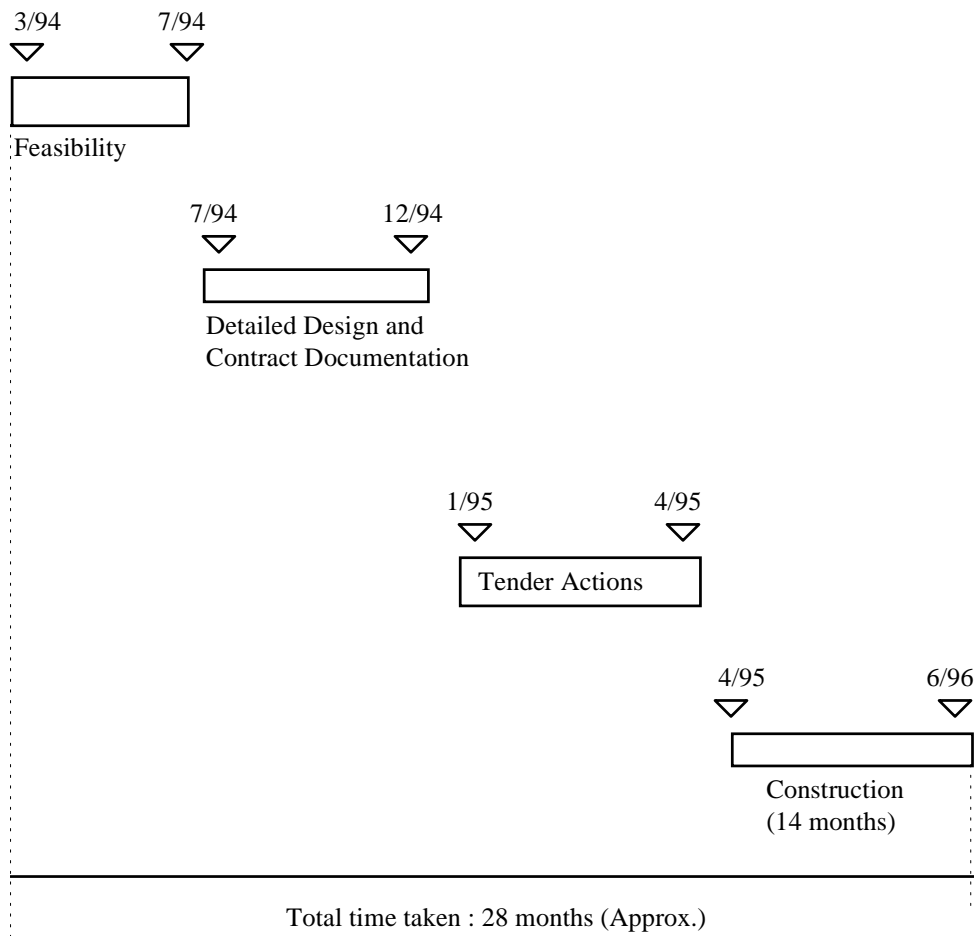 3/94 7/94
Feasibility
7/94 12/94
Detailed Design and
Contract Documentation
1/95 4/95
Tender Actions
4/95 6/96
Construction
(14 months)
Total time taken : 28 months (Approx.)